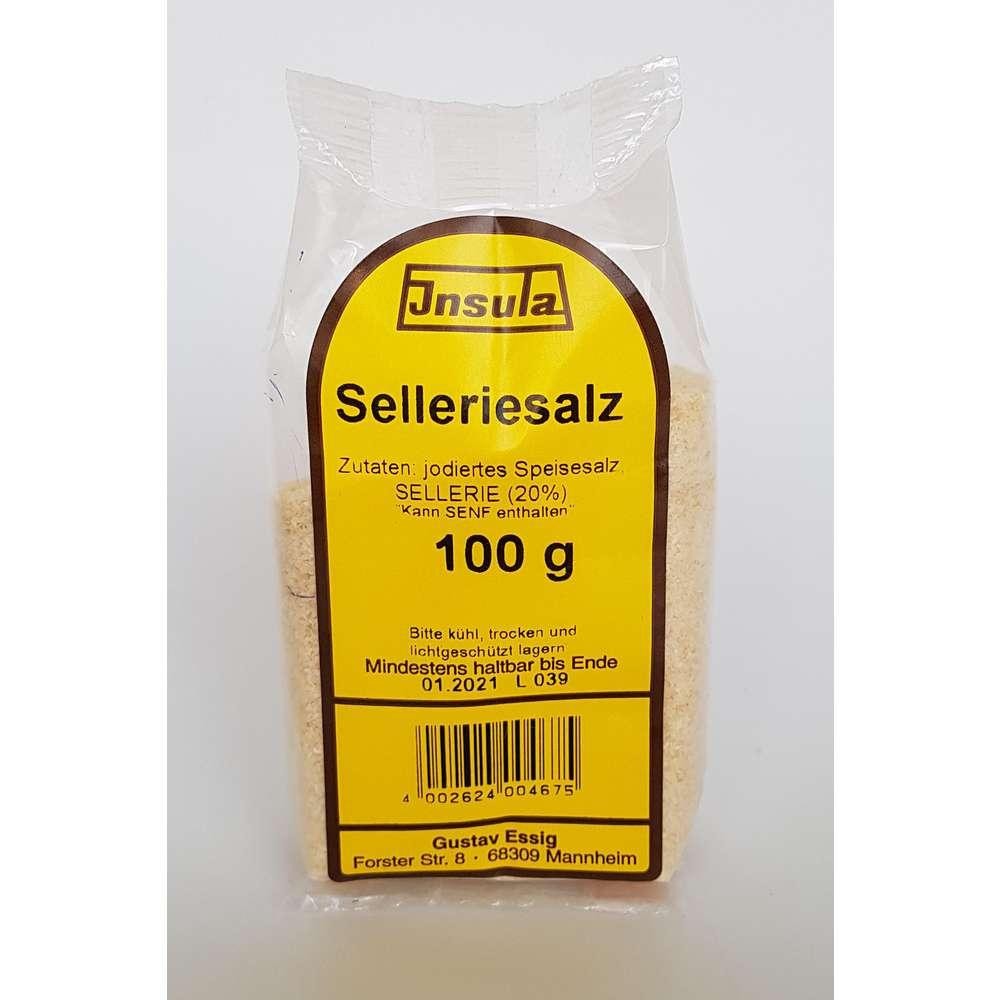 Insula
Selleriesalz
Zutaten: jodiertes Speisesalz,
SELLERIE (20%)
"Kann SENF enthalten"
100 g
Bitte kühl, trocken und
lichtgeschützt lagern
Mindestens haltbar bis Ende
01.2021 L 039
4 002624 004675
Gustav Essig
Forster Str. 8 · 68309 Mannheim